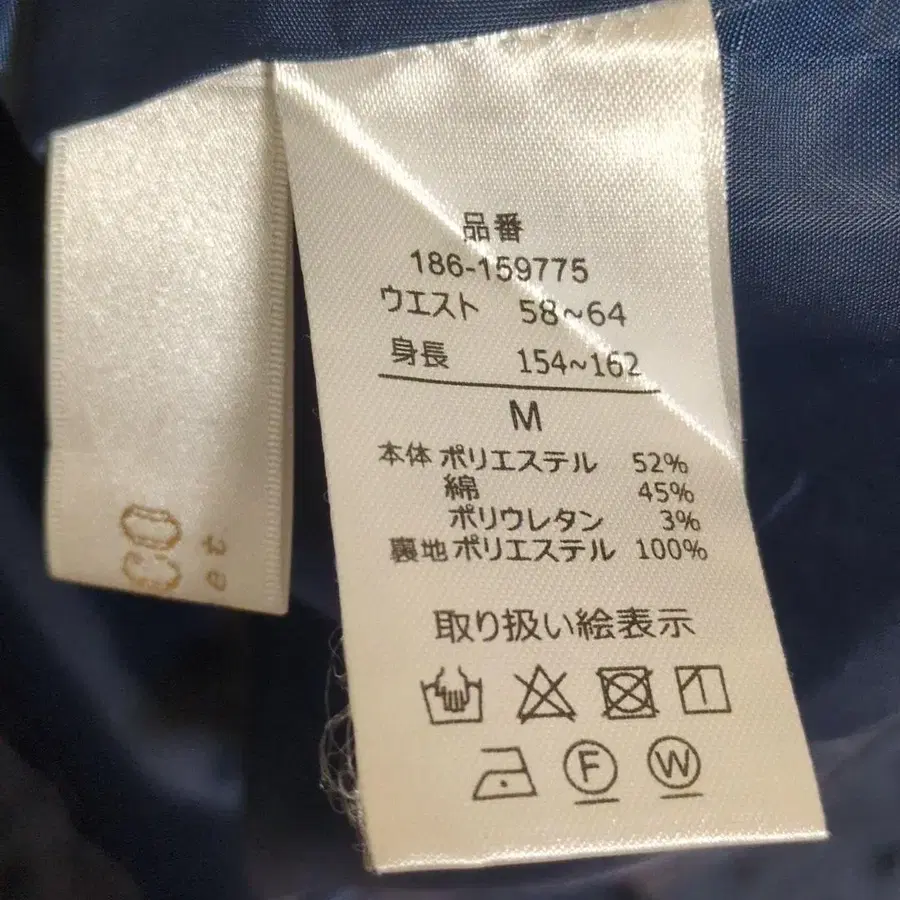 品番
186-159775
ウエスト 58~64
身長 154~162
M
本体 ポリエステル 52%
綿 45%
ポリウレタン 3%
裏地 ポリエステル 100%
取り扱い絵表示
F W
CO
et